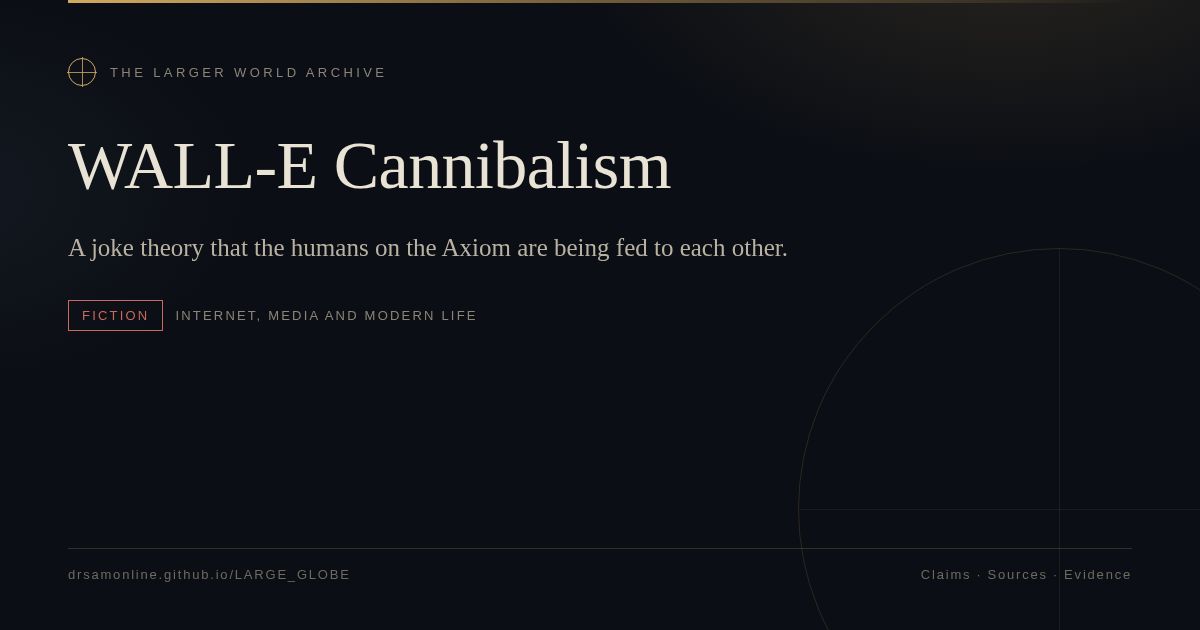 THE LARGER WORLD ARCHIVE
WALL-E Cannibalism
A joke theory that the humans on the Axiom are being fed to each other.
FICTION INTERNET, MEDIA AND MODERN LIFE
drsamonline.github.io/LARGE_GLOBE
Claims · Sources · Evidence